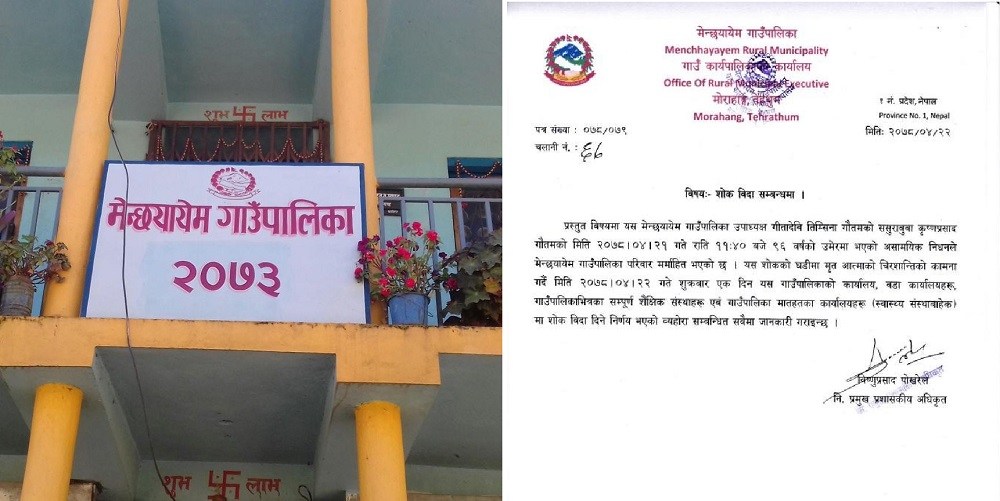 शुभ 卐 लाभ
मेन्छयायेम गाउँपालिका
२०७३
शुभ 卐 लाभ
मेन्छयायेम गाउँपालिका
Menchhayayem Rural Municipality
गाउँ कार्यपालिकाको कार्यालय
Office Of Rural Municipal Executive
मोराहाङ, तेह्रथुम
Morahang, Tehrathum
१ नं. प्रदेश, नेपाल
Province No. 1, Nepal
पत्र संख्या : ०७८/०७९
मितिः २०७८/०४/२२
चलानी नं. : ६६
विषयः- शोक विदा सम्बन्धमा ।
प्रस्तुत विषयमा यस मेन्छयायेम गाउँपालिका उपाध्यक्ष गीतादेवि तिम्सिना गौतमको ससुरावुबा कृष्णप्रसाद
गौतमको मिति २०७८।०४।२१ गते राति ११:४० बजे ९६ वर्षको उमेरमा भएको असामयिक निधनले
मेन्छयायेम गाउँपालिका परिवार मर्माहित भएको छ । यस शोकको घडीमा मृत आत्माको चिरशान्तिको कामना
गर्दै मिति २०७८।०४।२२ गते शुक्रवार एक दिन यस गाउँपालिकाको कार्यालय, वडा कार्यालयहरू,
गाउँपालिकाभित्रका सम्पूर्ण शैक्षिक संस्थाहरू एवं गाउँपालिका मातहतका कार्यालयहरू (स्वास्थ्य संस्थाबाहेक)
मा शोक विदा दिने निर्णय भएको व्यहोरा सम्बन्धित सवैमा जानकारी गराइन्छ ।
विष्णुप्रसाद पोखरेल
नि. प्रमुख प्रशासकीय अधिकृत